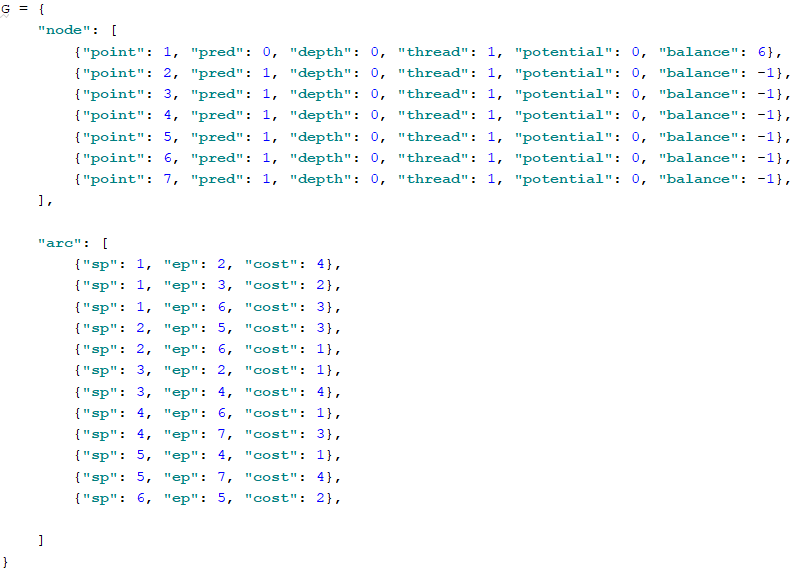 G = {
    "node": [
        {"point": 1, "pred": 0, "depth": 0, "thread": 1, "potential": 0, "balance": 6},
        {"point": 2, "pred": 1, "depth": 0, "thread": 1, "potential": 0, "balance": -1},
        {"point": 3, "pred": 1, "depth": 0, "thread": 1, "potential": 0, "balance": -1},
        {"point": 4, "pred": 1, "depth": 0, "thread": 1, "potential": 0, "balance": -1},
        {"point": 5, "pred": 1, "depth": 0, "thread": 1, "potential": 0, "balance": -1},
        {"point": 6, "pred": 1, "depth": 0, "thread": 1, "potential": 0, "balance": -1},
        {"point": 7, "pred": 1, "depth": 0, "thread": 1, "potential": 0, "balance": -1},
    ],

    "arc": [
        {"sp": 1, "ep": 2, "cost": 4},
        {"sp": 1, "ep": 3, "cost": 2},
        {"sp": 1, "ep": 6, "cost": 3},
        {"sp": 2, "ep": 5, "cost": 3},
        {"sp": 2, "ep": 6, "cost": 1},
        {"sp": 3, "ep": 2, "cost": 1},
        {"sp": 3, "ep": 4, "cost": 4},
        {"sp": 4, "ep": 6, "cost": 1},
        {"sp": 4, "ep": 7, "cost": 3},
        {"sp": 5, "ep": 4, "cost": 1},
        {"sp": 5, "ep": 7, "cost": 4},
        {"sp": 6, "ep": 5, "cost": 2},

    ]
}